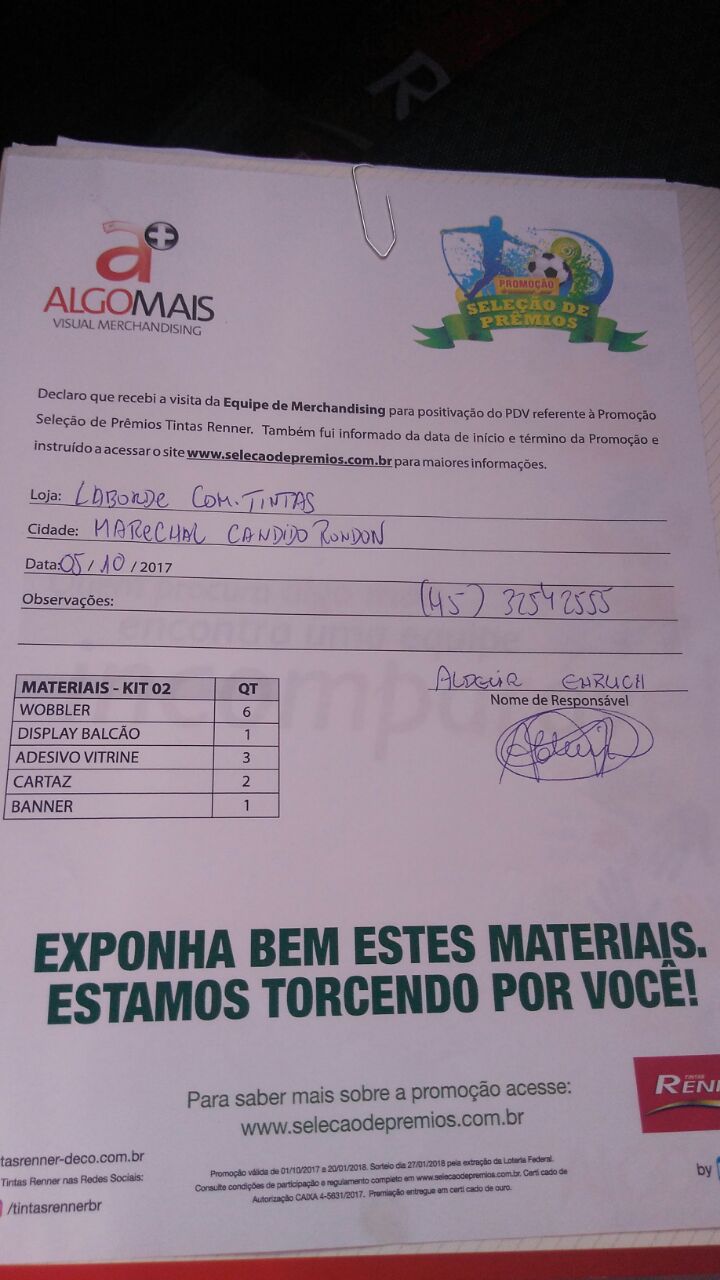 R
a+
ALGOMAIS
VISUAL MERCHANDISING
PROMOÇÃO
SELEÇÃO DE
PRÊMIOS
Declaro que recebi a visita da Equipe de Merchandising para positivação do PDV referente à Promoção
Seleção de Prêmios Tintas Renner. Também fui informado da data de início e término da Promoção e
instruído a acessar o site www.selecaodepremios.com.br para maiores informações.
Loja: LABORDE COM. TINTAS
Cidade: MARECHAL CANDIDO RONDON
Data: 05 / 10 / 2017
Observações: (45) 32542555
MATERIAIS - KIT 02 QT
WOBBLER 6
DISPLAY BALCÃO 1
ADESIVO VITRINE 3
CARTAZ 2
BANNER 1
ALDEIR EHRLICH
Nome de Responsável
EXPONHA BEM ESTES MATERIAIS.
ESTAMOS TORCENDO POR VOCÊ!
Para saber mais sobre a promoção acesse:
www.selecaodepremios.com.br
TINTAS
RENN
tasrenner-deco.com.br
Tintas Renner nas Redes Sociais:
/tintasrennerbr
Promoção válida de 01/10/2017 a 20/01/2018. Sorteio dia 27/01/2018 pela extração da Loteria Federal.
Consulte condições de participação e regulamento completo em www.selecaodepremios.com.br. Certi cado de
Autorização CAIXA 4-5631/2017. Premiação entregue em certi cado de ouro.
by